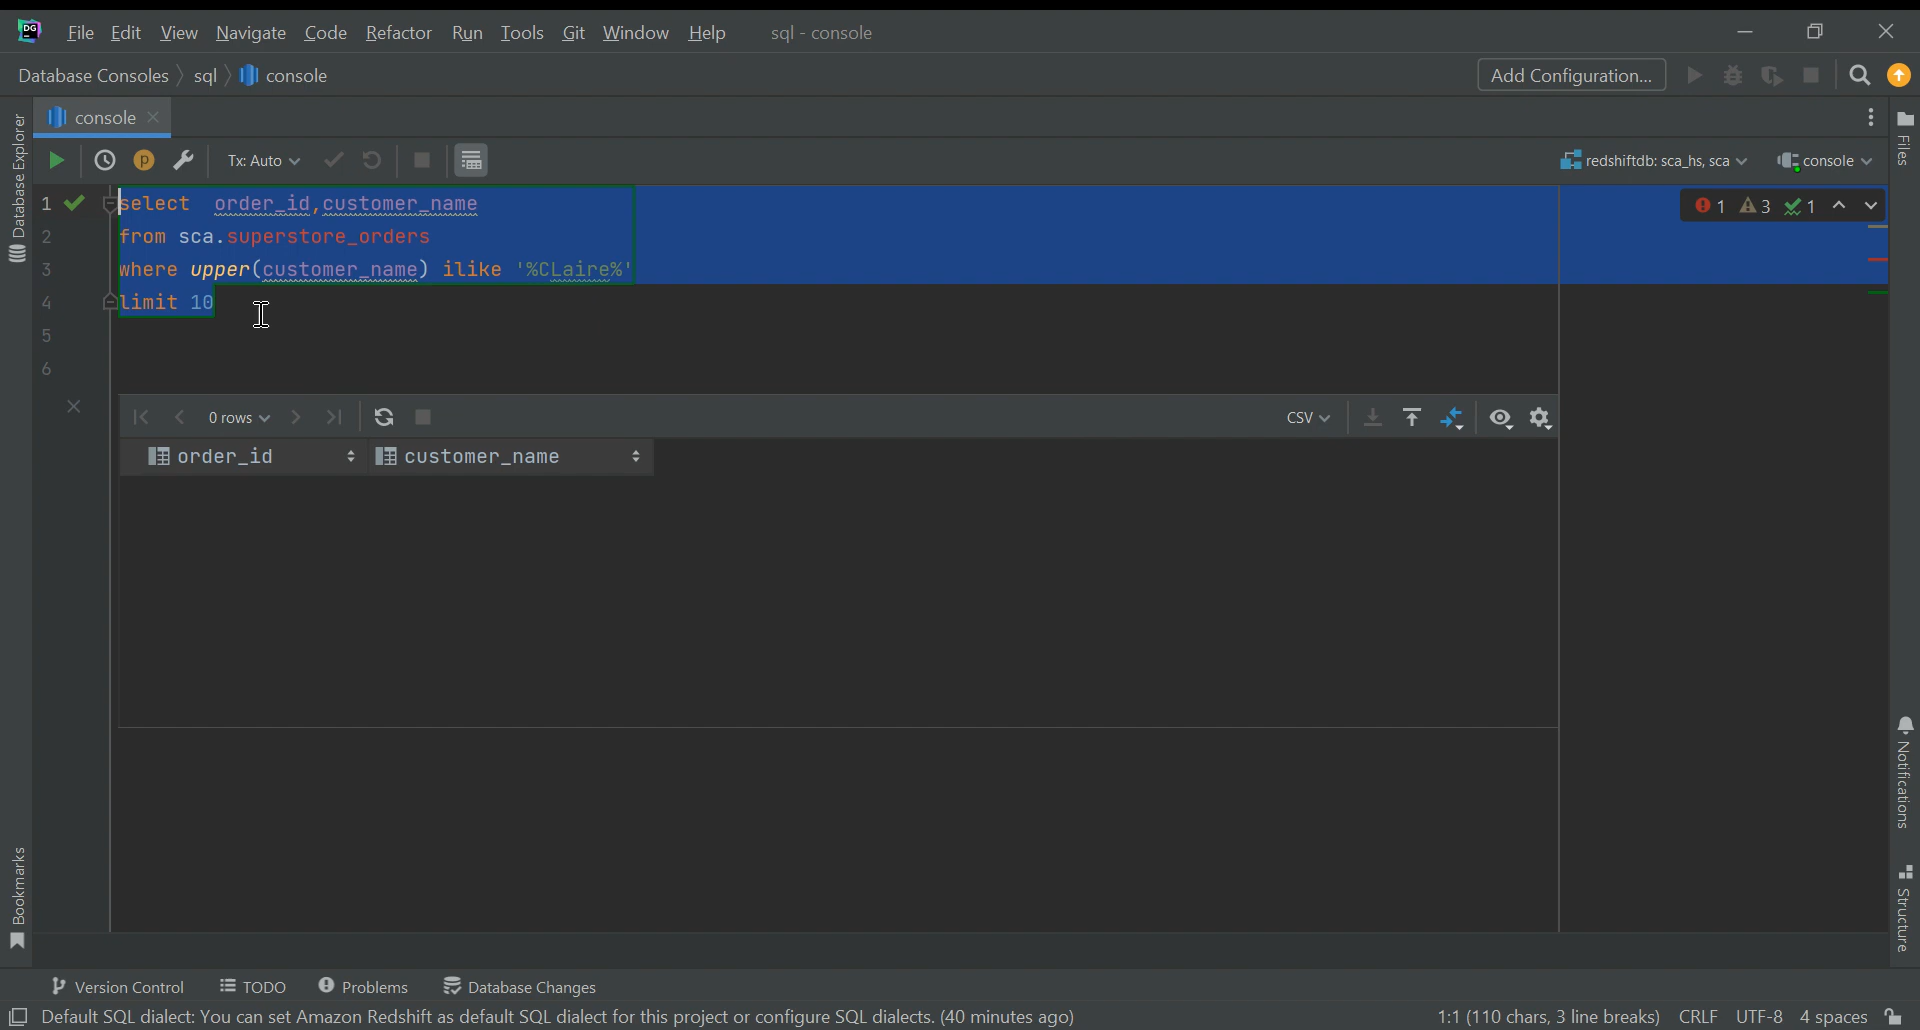 DG File Edit View Navigate Code Refactor Run Tools Git Window Help sql - console
Database Consoles sql console Add Configuration...
console
Tx: Auto redshiftdb: sca_hs, sca console
1 select order_id,customer_name 1 3 1
2 from sca.superstore_orders
3 where upper(customer_name) ilike '%CLaire%'
4 limit 10
5
6
0 rows CSV
order_id customer_name
Database Explorer
Bookmarks
Files
Notifications
Structure
Version Control TODO Problems Database Changes
Default SQL dialect: You can set Amazon Redshift as default SQL dialect for this project or configure SQL dialects. (40 minutes ago) 1:1 (110 chars, 3 line breaks) CRLF UTF-8 4 spaces